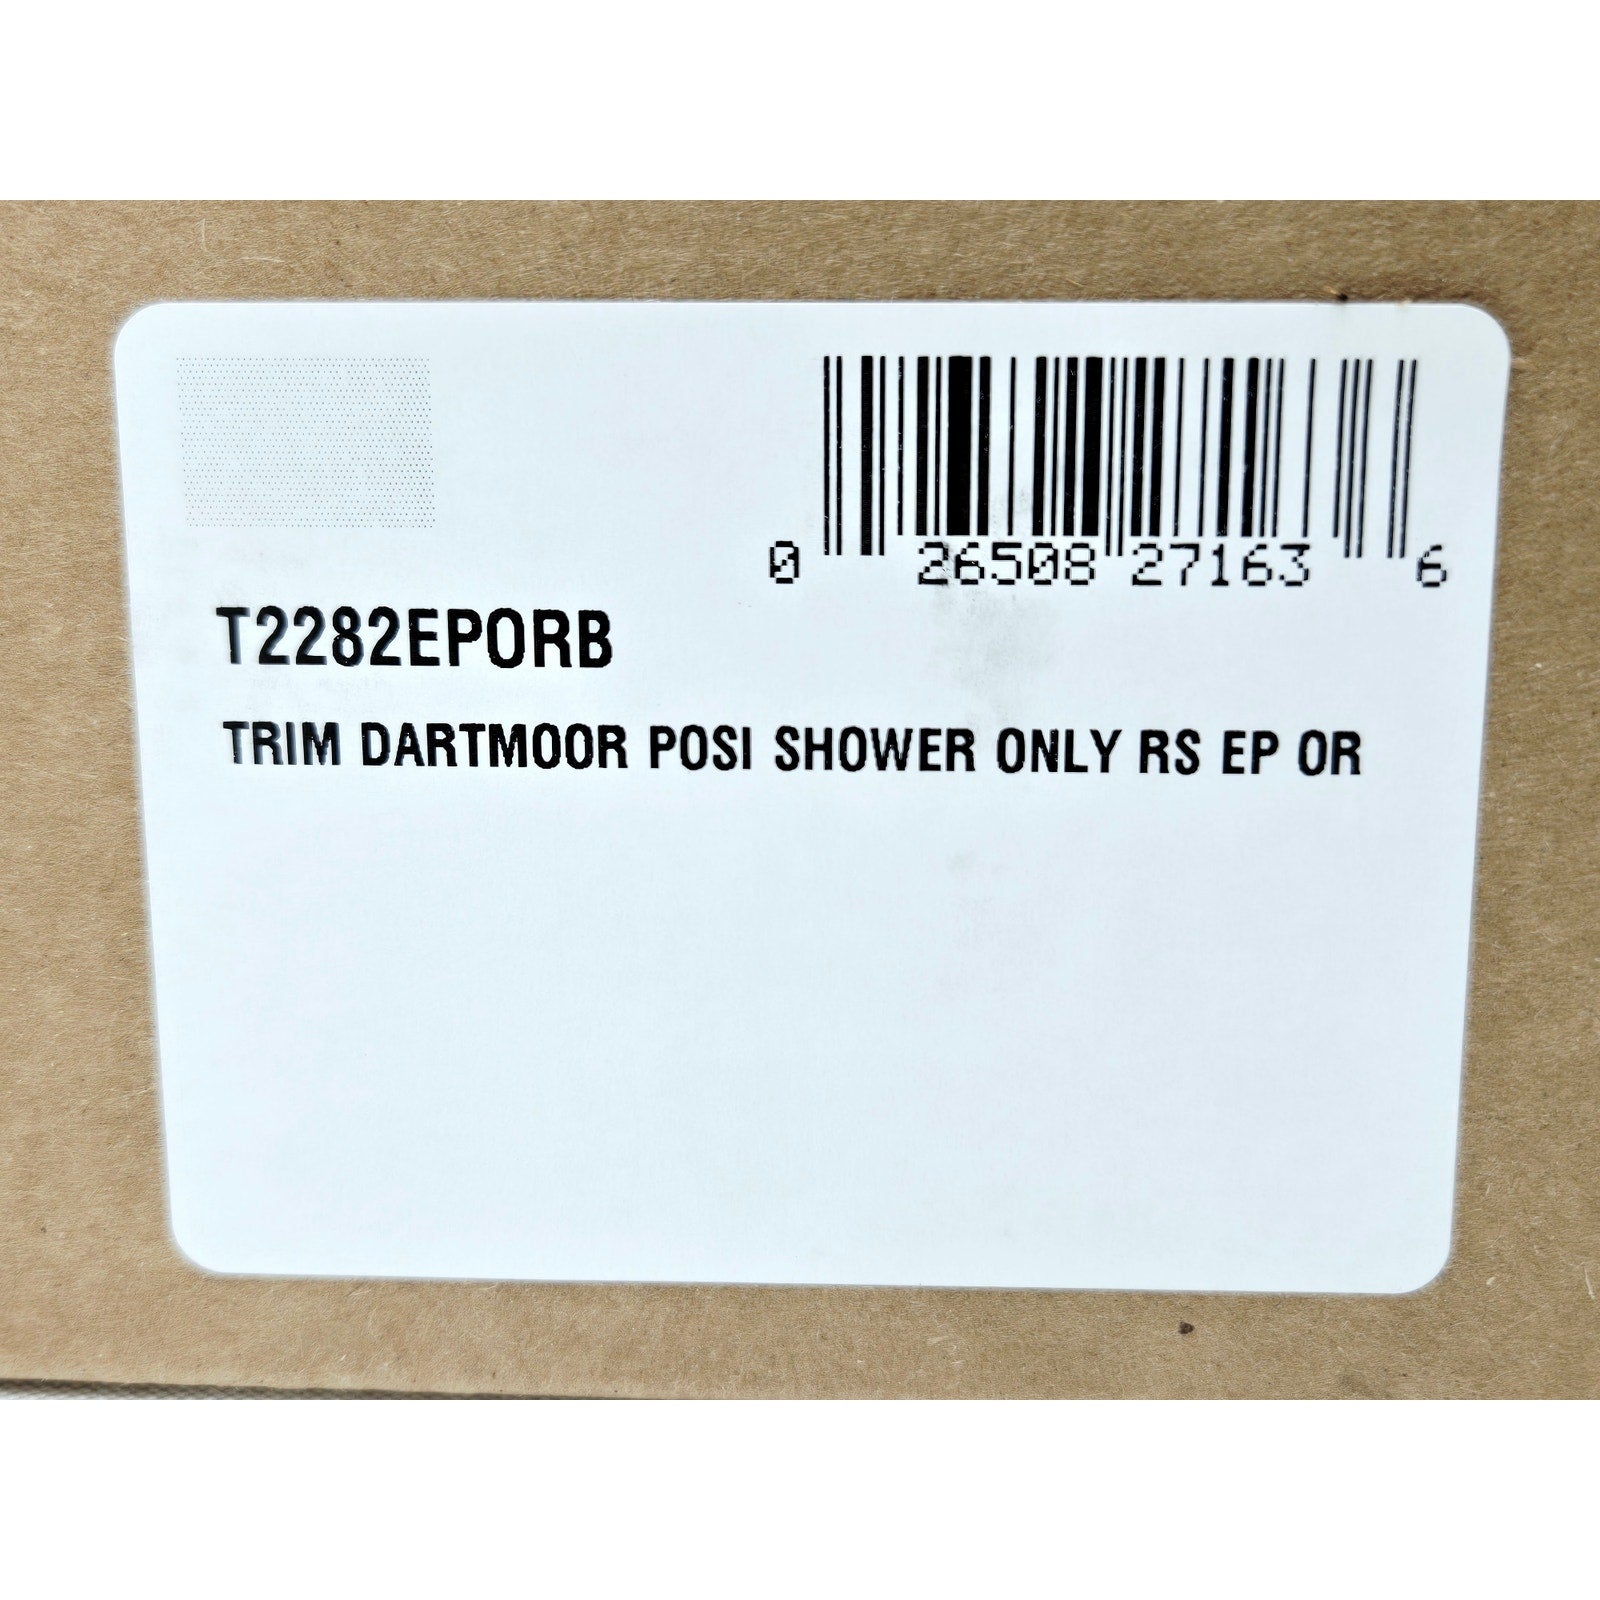 0 26508 27163 6
T2282EPORB
TRIM DARTMOOR POSI SHOWER ONLY RS EP OR